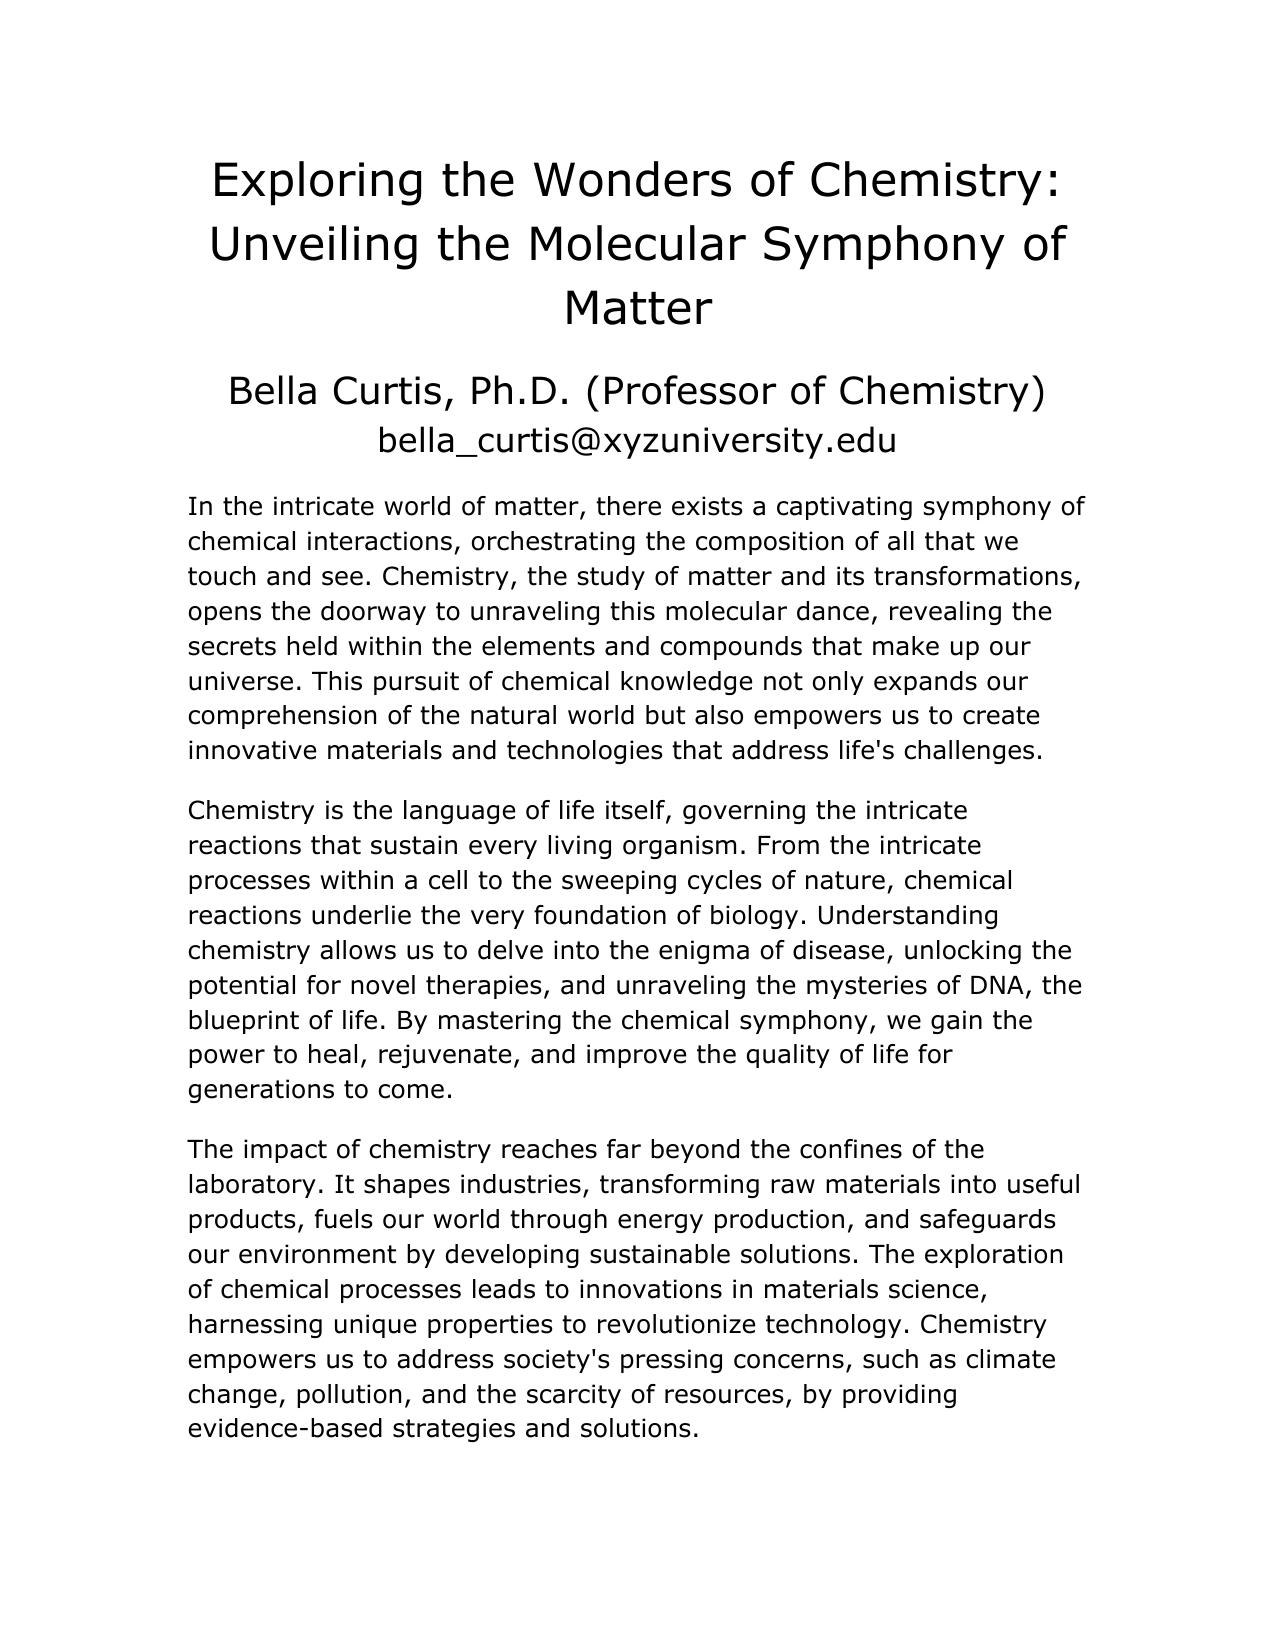 Exploring the Wonders of Chemistry:
Unveiling the Molecular Symphony of
Matter
Bella Curtis, Ph.D. (Professor of Chemistry)
bella_curtis@xyzuniversity.edu
In the intricate world of matter, there exists a captivating symphony of
chemical interactions, orchestrating the composition of all that we
touch and see. Chemistry, the study of matter and its transformations,
opens the doorway to unraveling this molecular dance, revealing the
secrets held within the elements and compounds that make up our
universe. This pursuit of chemical knowledge not only expands our
comprehension of the natural world but also empowers us to create
innovative materials and technologies that address life's challenges.
Chemistry is the language of life itself, governing the intricate
reactions that sustain every living organism. From the intricate
processes within a cell to the sweeping cycles of nature, chemical
reactions underlie the very foundation of biology. Understanding
chemistry allows us to delve into the enigma of disease, unlocking the
potential for novel therapies, and unraveling the mysteries of DNA, the
blueprint of life. By mastering the chemical symphony, we gain the
power to heal, rejuvenate, and improve the quality of life for
generations to come.
The impact of chemistry reaches far beyond the confines of the
laboratory. It shapes industries, transforming raw materials into useful
products, fuels our world through energy production, and safeguards
our environment by developing sustainable solutions. The exploration
of chemical processes leads to innovations in materials science,
harnessing unique properties to revolutionize technology. Chemistry
empowers us to address society's pressing concerns, such as climate
change, pollution, and the scarcity of resources, by providing
evidence-based strategies and solutions.